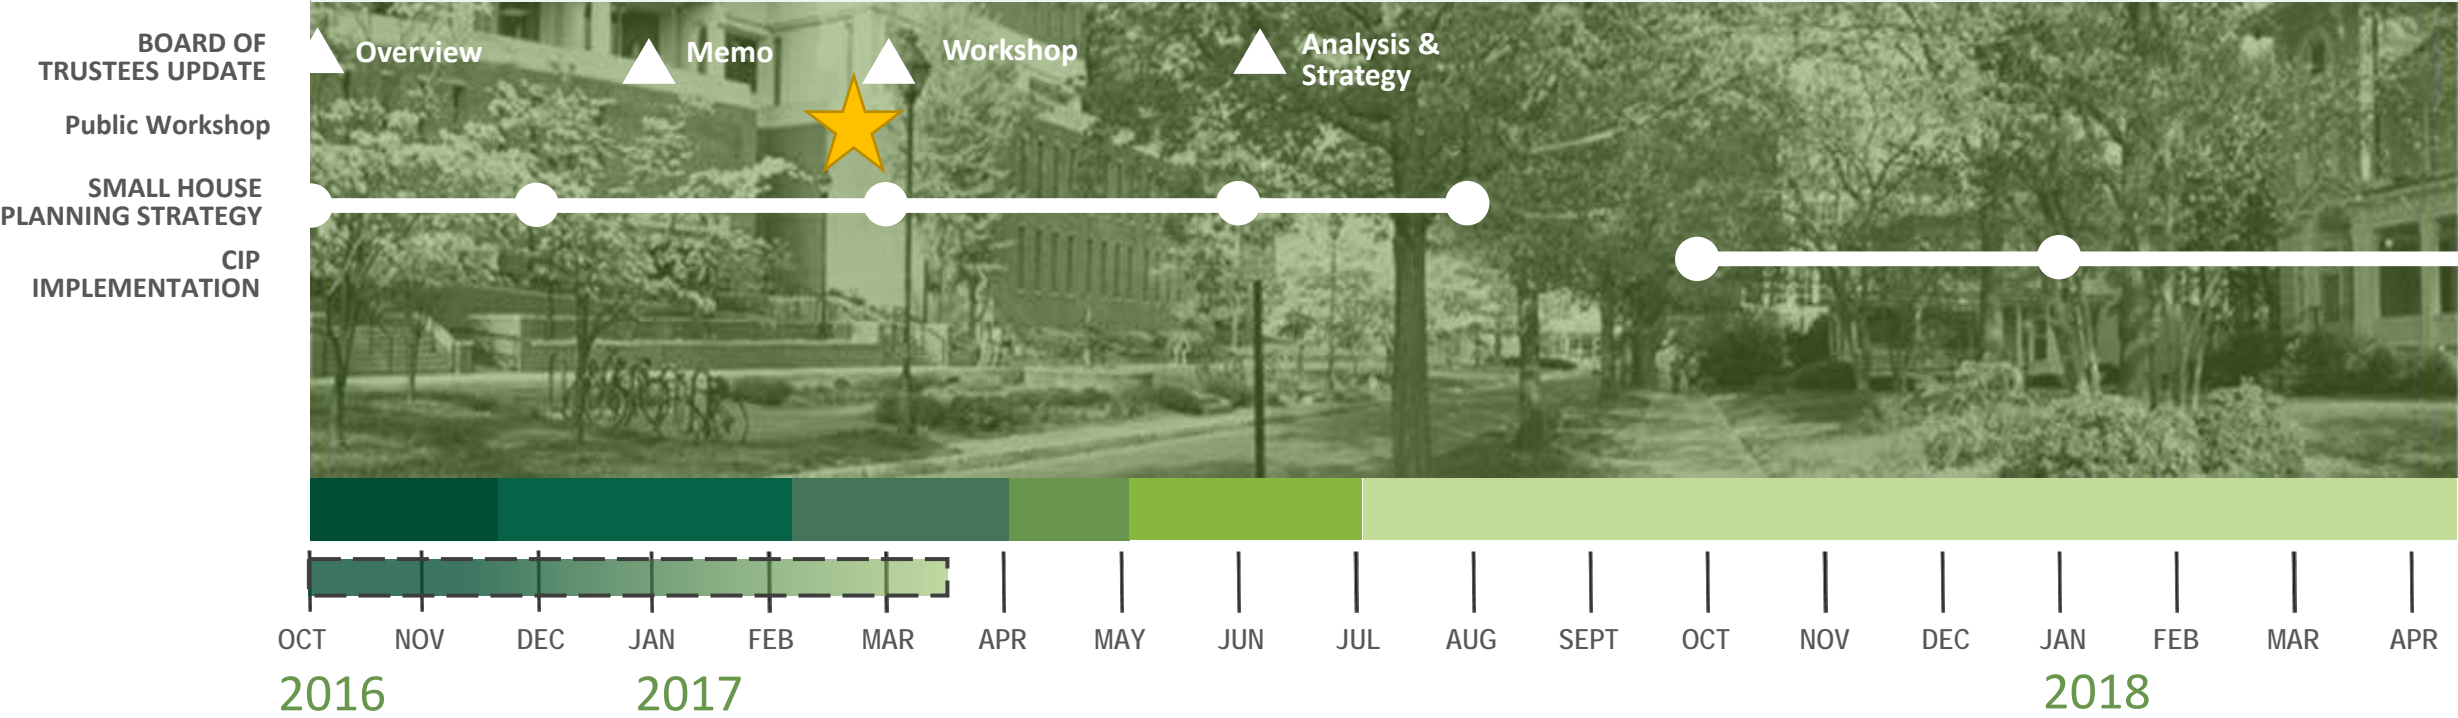 BOARD OF
TRUSTEES UPDATE
Overview
Memo
Workshop
Analysis &
Strategy
Public Workshop
SMALL HOUSE
PLANNING STRATEGY
CIP
IMPLEMENTATION
OCT NOV DEC JAN FEB MAR APR MAY JUN JUL AUG SEPT OCT NOV DEC JAN FEB MAR APR
2016 2017 2018